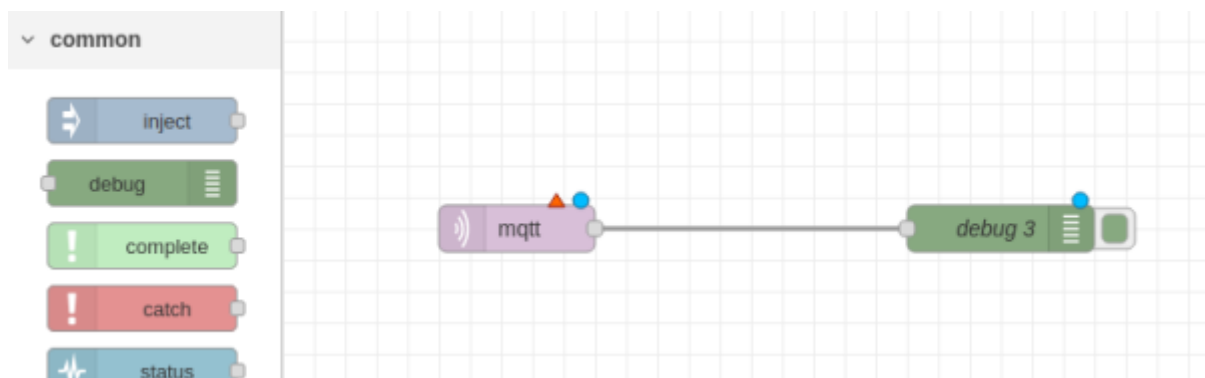 common
inject
debug
complete
catch
status
mqtt
debug 3